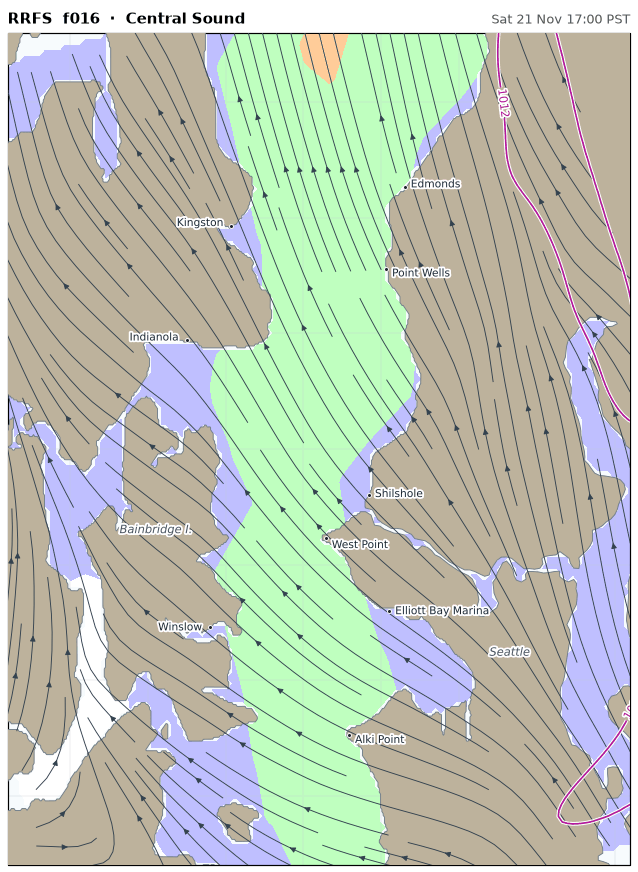 RRFS f016 · Central Sound
Sat 21 Nov 17:00 PST
1012
Edmonds
Kingston
Point Wells
Indianola
Shilshole
Bainbridge I.
West Point
Elliott Bay Marina
Winslow
Seattle
Alki Point